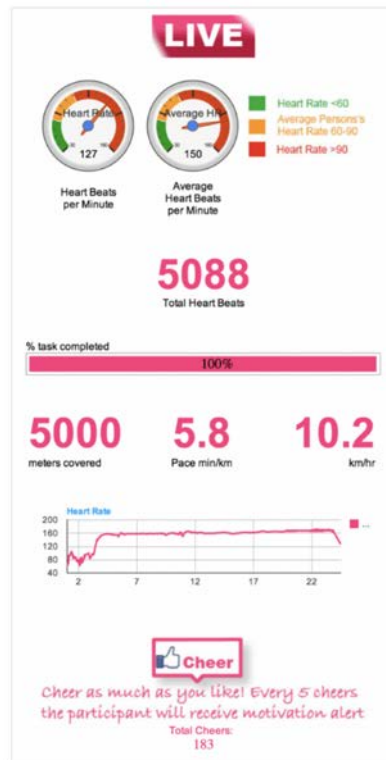 LIVE
Heart Rate
127
Average HR
150
Heart Rate <60
Average Persons's
Heart Rate 60-90
Heart Rate >90
Heart Beats
per Minute
Average
Heart Beats
per Minute
5088
Total Heart Beats
% task completed
100%
5000
meters covered
5.8
Pace min/km
10.2
km/hr
Heart Rate
200
160
120
80
40
2 7 12 17 22
...
Cheer
Cheer as much as you like! Every 5 cheers
the participant will receive motivation alert
Total Cheers:
183